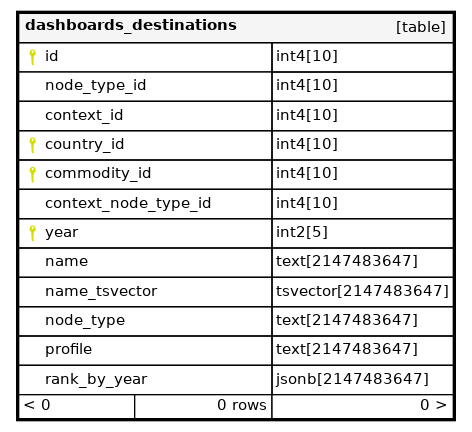 dashboards_destinations [table]
id int4[10]
node_type_id int4[10]
context_id int4[10]
country_id int4[10]
commodity_id int4[10]
context_node_type_id int4[10]
year int2[5]
name text[2147483647]
name_tsvector tsvector[2147483647]
node_type text[2147483647]
profile text[2147483647]
rank_by_year jsonb[2147483647]
< 0 0 rows 0 >